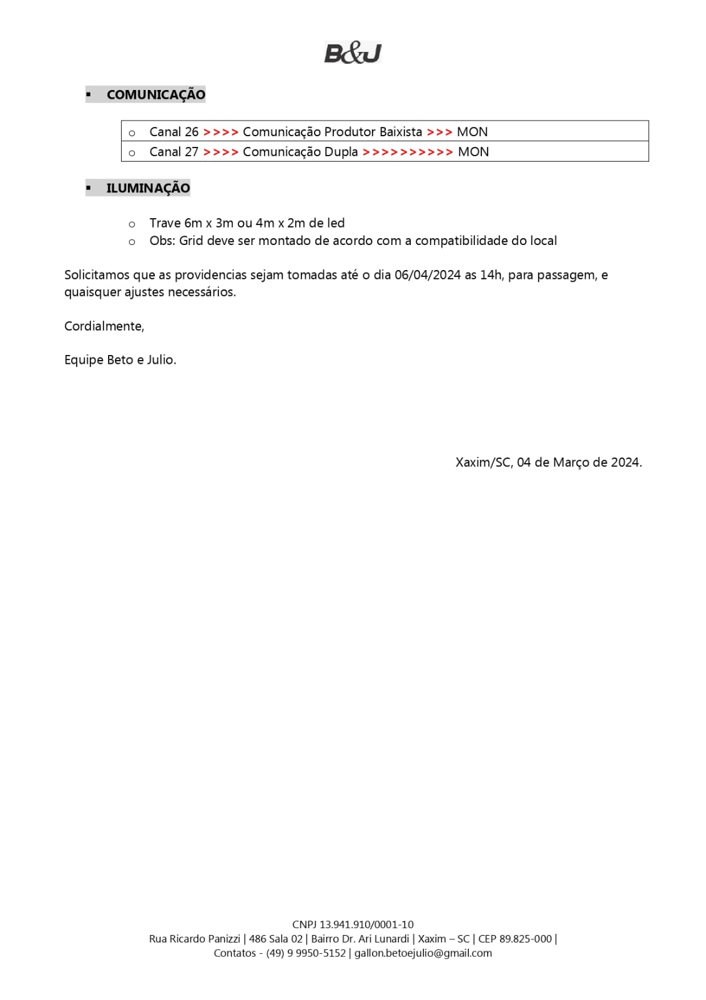 B&J
▪ COMUNICAÇÃO
o Canal 26 >>>> Comunicação Produtor Baixista >>> MON
o Canal 27 >>>> Comunicação Dupla >>>>>>>>>> MON
▪ ILUMINAÇÃO
o Trave 6m x 3m ou 4m x 2m de led
o Obs: Grid deve ser montado de acordo com a compatibilidade do local
Solicitamos que as providencias sejam tomadas até o dia 06/04/2024 as 14h, para passagem, e
quaisquer ajustes necessários.
Cordialmente,
Equipe Beto e Julio.
Xaxim/SC, 04 de Março de 2024.
CNPJ 13.941.910/0001-10
Rua Ricardo Panizzi | 486 Sala 02 | Bairro Dr. Ari Lunardi | Xaxim – SC | CEP 89.825-000 |
Contatos - (49) 9 9950-5152 | gallon.betoejulio@gmail.com